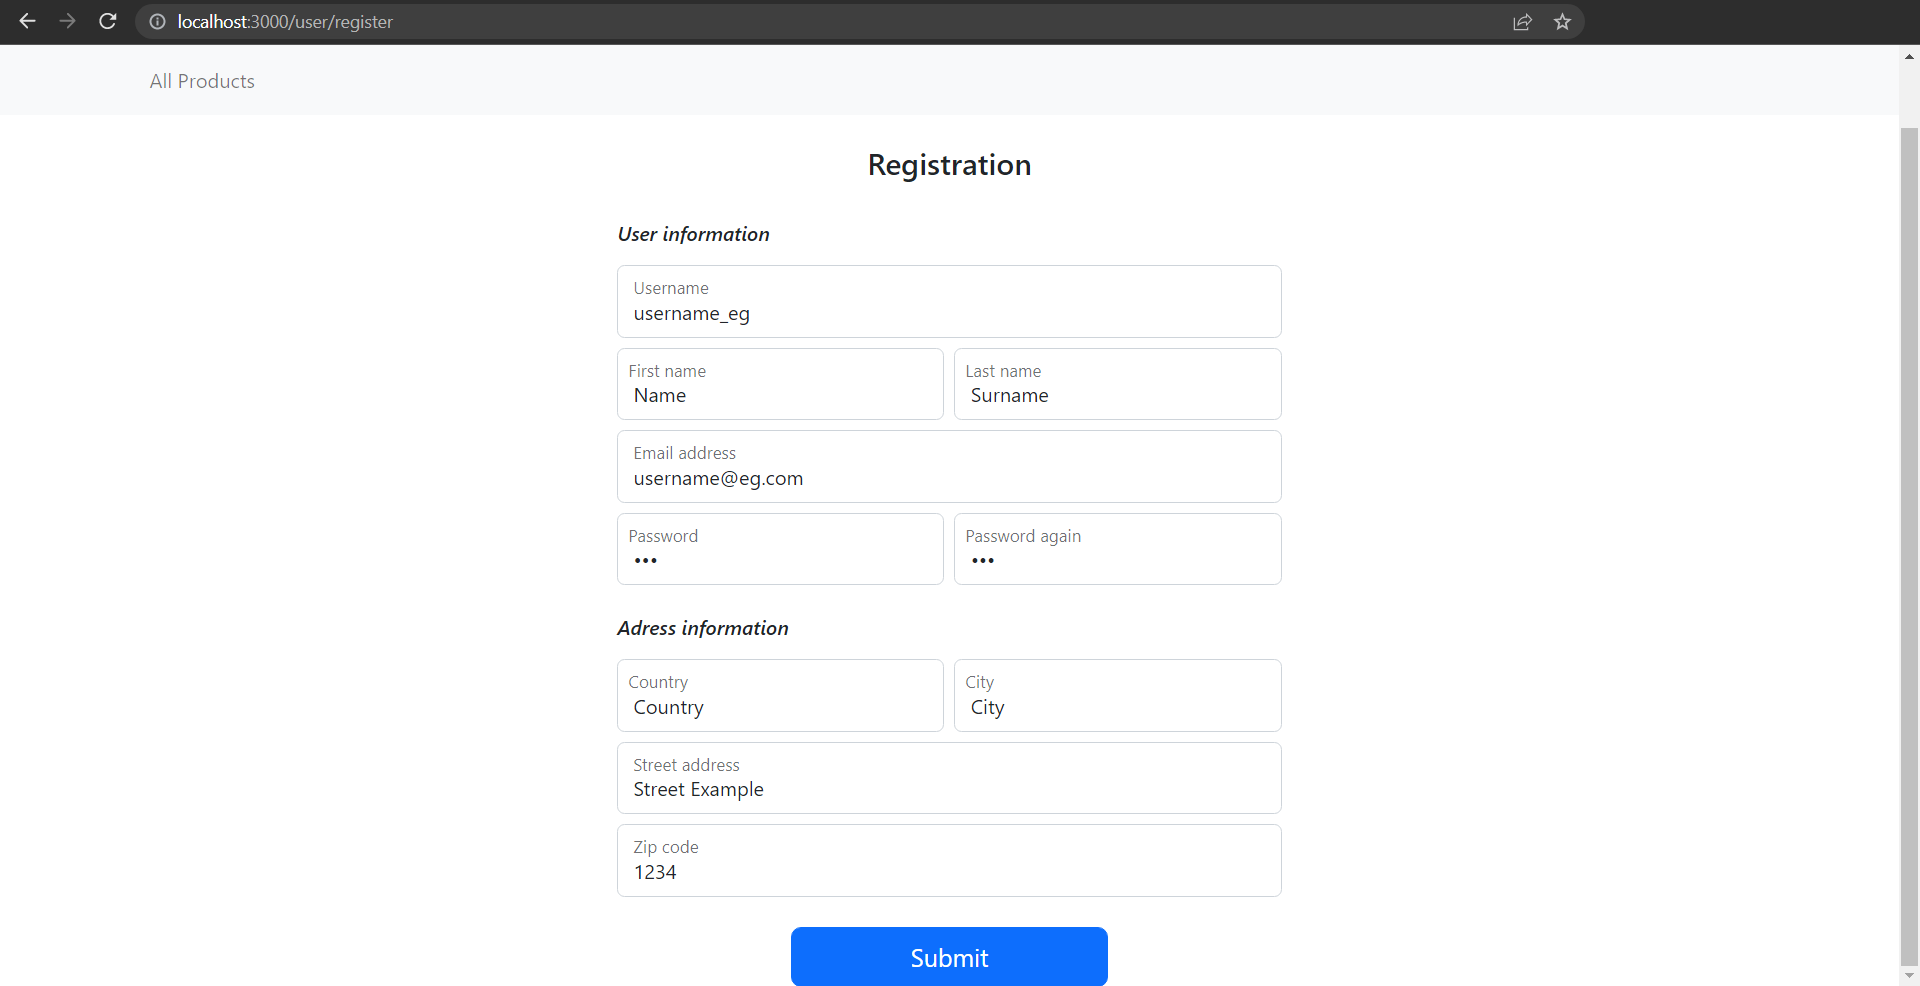 localhost:3000/user/register
All Products
Registration
User information
Username
username_eg
First name
Name
Last name
Surname
Email address
username@eg.com
Password
•••
Password again
•••
Adress information
Country
Country
City
City
Street address
Street Example
Zip code
1234
Submit